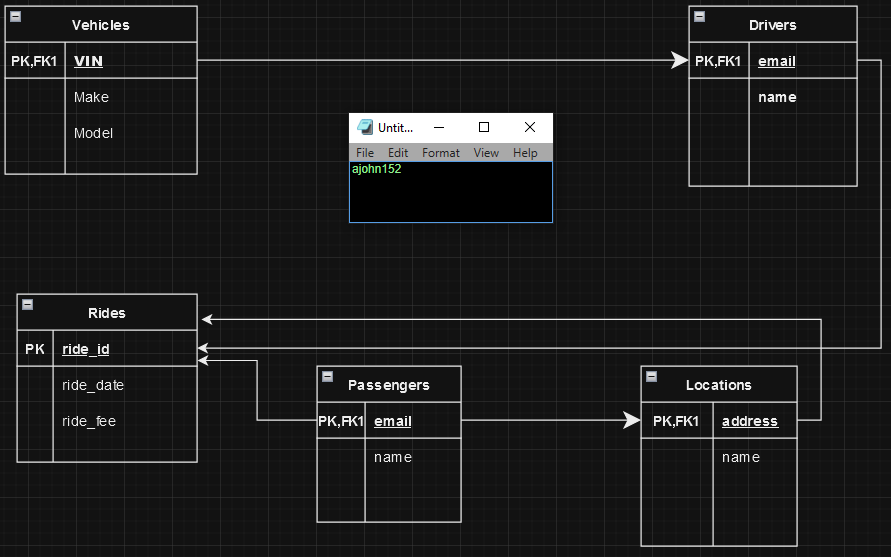 Vehicles
PK,FK1 VIN
Make
Model
Drivers
PK,FK1 email
name
Untit...
File Edit Format View Help
ajohn152
Rides
PK ride_id
ride_date
ride_fee
Passengers
PK,FK1 email
name
Locations
PK,FK1 address
name